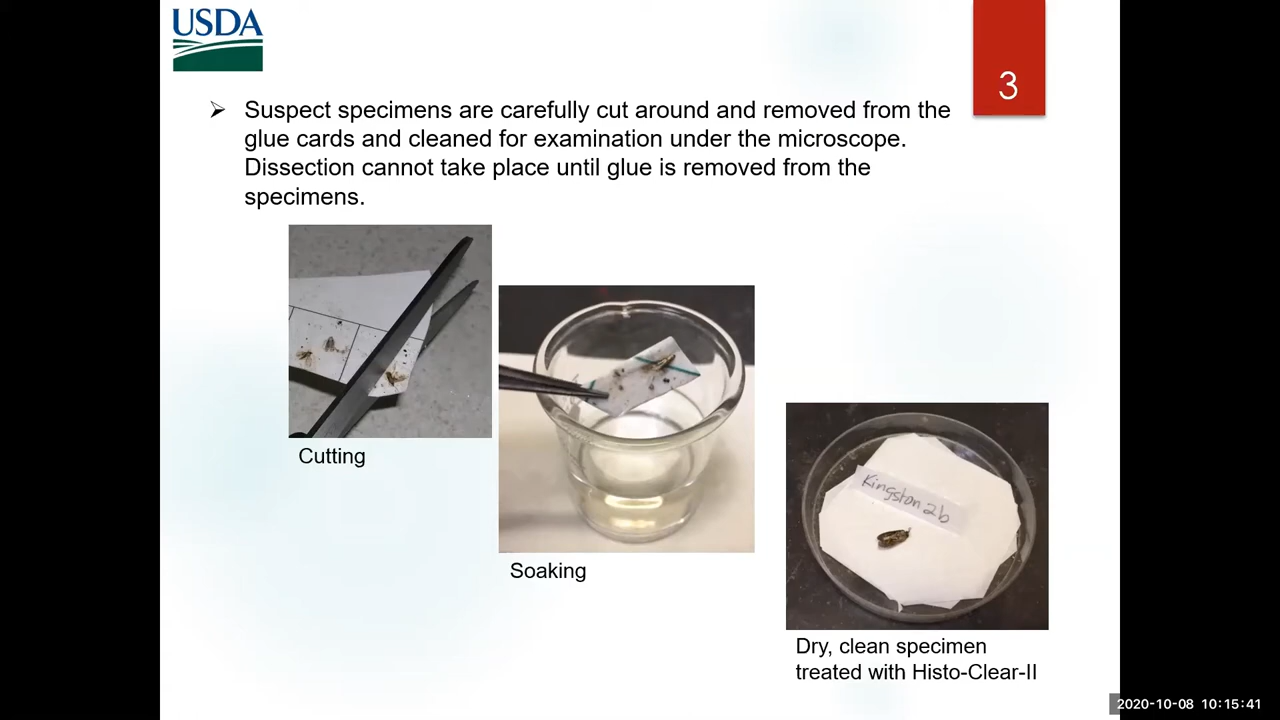 USDA
3
➢ Suspect specimens are carefully cut around and removed from the
glue cards and cleaned for examination under the microscope.
Dissection cannot take place until glue is removed from the
specimens.
Cutting
Soaking
Kingston 2b
Dry, clean specimen
treated with Histo-Clear-II
2020-10-08 10:15:41